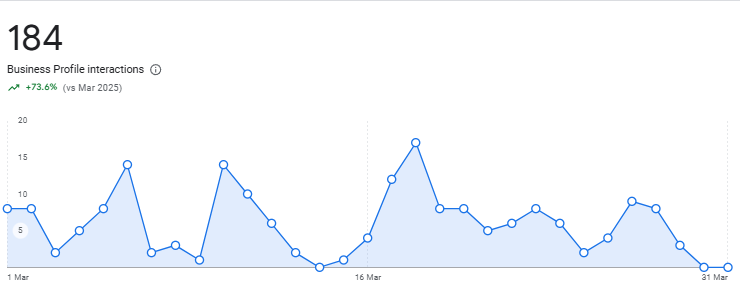 184
Business Profile interactions
+73.6% (vs Mar 2025)
20
15
10
5
1 Mar 16 Mar 31 Mar